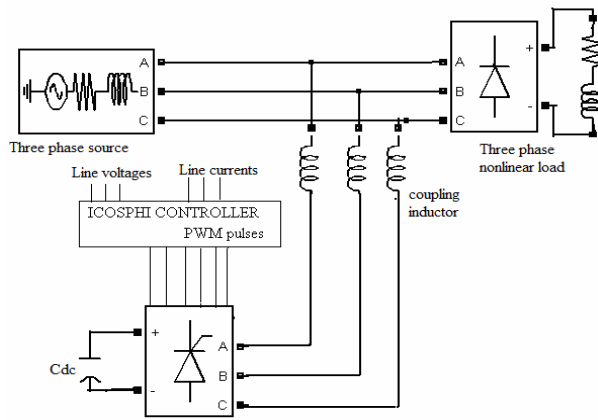 A
B
C
Three phase source
A
B
C
+
-
Three phase
nonlinear load
Line voltages
Line currents
ICOSPHI CONTROLLER
PWM pulses
coupling
inductor
Cdc
+
-
A
B
C